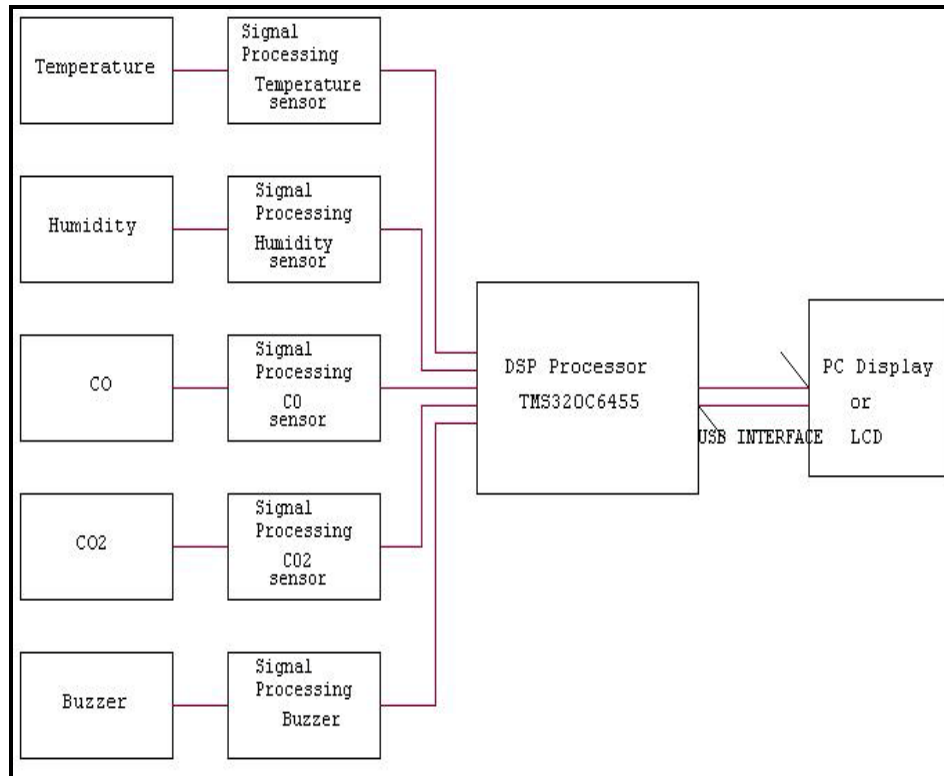 Temperature
Signal
Processing
Temperature
sensor
Humidity
Signal
Processing
Humidity
sensor
CO
Signal
Processing
CO
sensor
CO2
Signal
Processing
CO2
sensor
Buzzer
Signal
Processing
Buzzer
DSP Processor
TMS320C6455
USB INTERFACE
PC Display
or
LCD